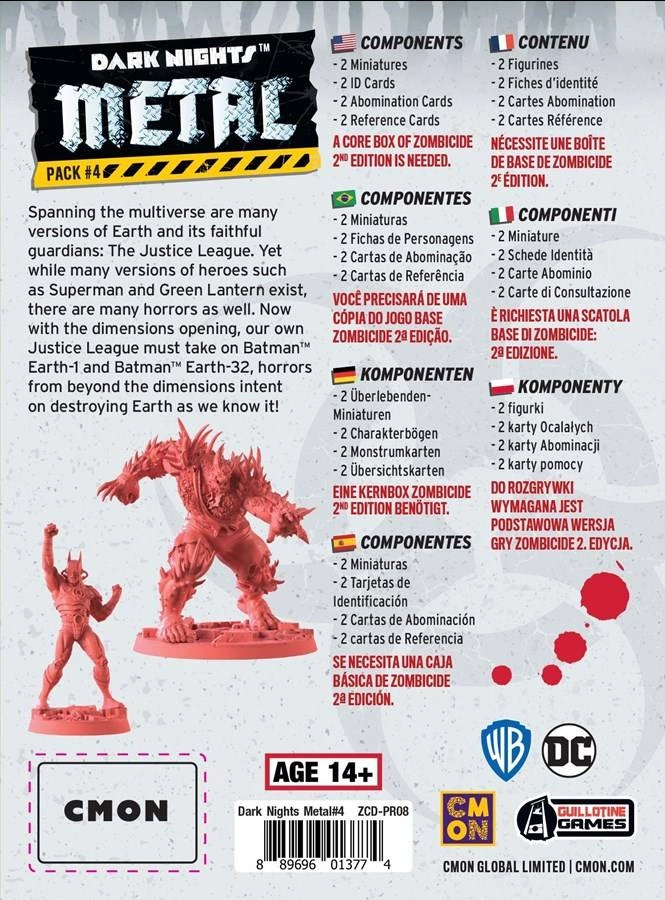 DARK NIGHTS™
METAL
PACK #4
Spanning the multiverse are many
versions of Earth and its faithful
guardians: The Justice League. Yet
while many versions of heroes such
as Superman and Green Lantern exist,
there are many horrors as well. Now
with the dimensions opening, our own
Justice League must take on Batman™
Earth-1 and Batman™ Earth-32, horrors
from beyond the dimensions intent
on destroying Earth as we know it!
COMPONENTS
- 2 Miniatures
- 2 ID Cards
- 2 Abomination Cards
- 2 Reference Cards
A CORE BOX OF ZOMBICIDE
2ND EDITION IS NEEDED.
COMPONENTES
- 2 Miniaturas
- 2 Fichas de Personagens
- 2 Cartas de Abominação
- 2 Cartas de Referência
VOCÊ PRECISARÁ DE UMA
CÓPIA DO JOGO BASE
ZOMBICIDE 2ª EDIÇÃO.
KOMPONENTEN
- 2 Überlebenden-
Miniaturen
- 2 Charakterbögen
- 2 Monstrumkarten
- 2 Übersichtskarten
EINE KERNBOX ZOMBICIDE
2ND EDITION BENÖTIGT.
COMPONENTES
- 2 Miniaturas
- 2 Tarjetas de
Identificación
- 2 Cartas de Abominación
- 2 cartas de Referencia
SE NECESITA UNA CAJA
BÁSICA DE ZOMBICIDE
2ª EDICIÓN.
CONTENU
- 2 Figurines
- 2 Fiches d'identité
- 2 Cartes Abomination
- 2 Cartes Référence
NÉCESSITE UNE BOÎTE
DE BASE DE ZOMBICIDE
2E ÉDITION.
COMPONENTI
- 2 Miniature
- 2 Schede Identità
- 2 Carte Abominio
- 2 Carte di Consultazione
È RICHIESTA UNA SCATOLA
BASE DI ZOMBICIDE:
2ª EDIZIONE.
KOMPONENTY
- 2 figurki
- 2 karty Ocalałych
- 2 karty Abominacji
- 2 karty pomocy
DO ROZGRYWKI
WYMAGANA JEST
PODSTAWOWA WERSJA
GRY ZOMBICIDE 2. EDYCJA.
CMON
AGE 14+
Dark Nights Metal#4 ZCD-PR08
8 89696 01377 4
WB
DC
CMON
GUILLOTINE
GAMES
CMON GLOBAL LIMITED | CMON.COM